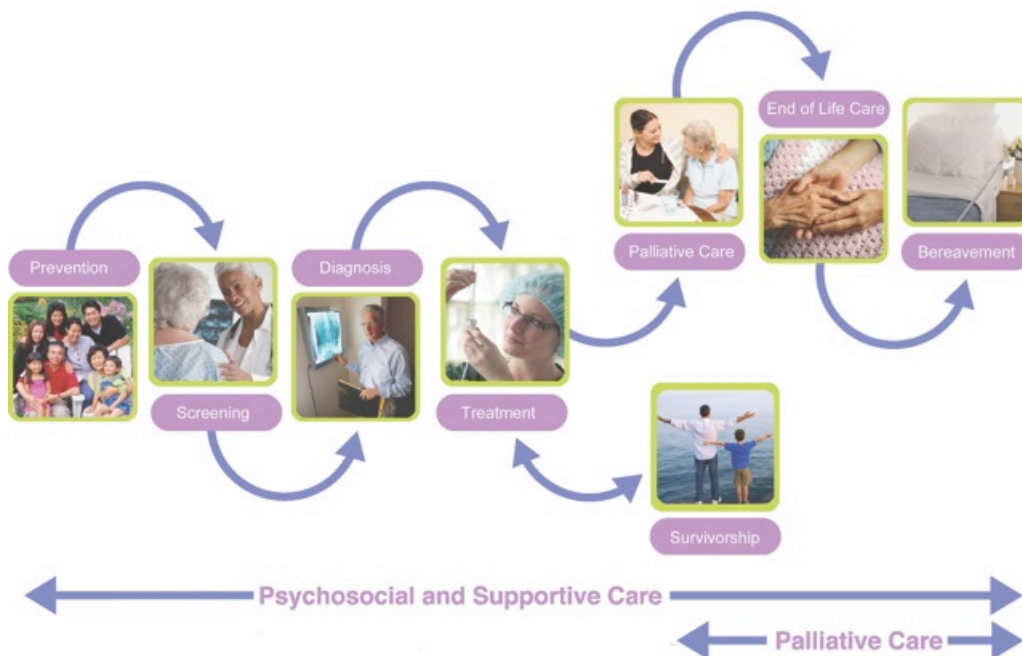 End of Life Care
Palliative Care
Bereavement
Prevention
Diagnosis
Screening
Treatment
Survivorship
Psychosocial and Supportive Care
Palliative Care